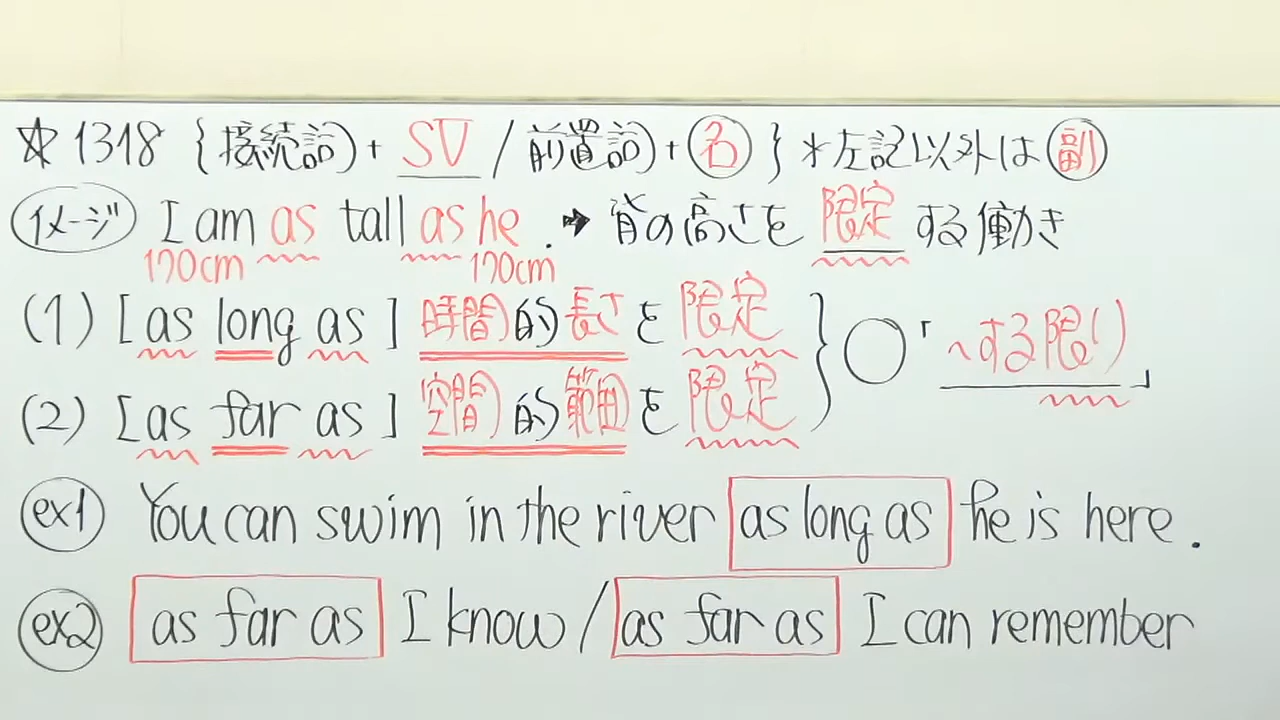 ☆ 1318 {接続詞) + SV / 前置詞) + 名} *左記以外は副
イメージ I am as tall as he. → 背の高さを限定する働き
170cm 170cm
(1) [as long as] 時間的長さを限定
(2) [as far as] 空間的範囲を限定
} ○「~する限り」
ex1 You can swim in the river as long as he is here.
ex2 as far as I know / as far as I can remember